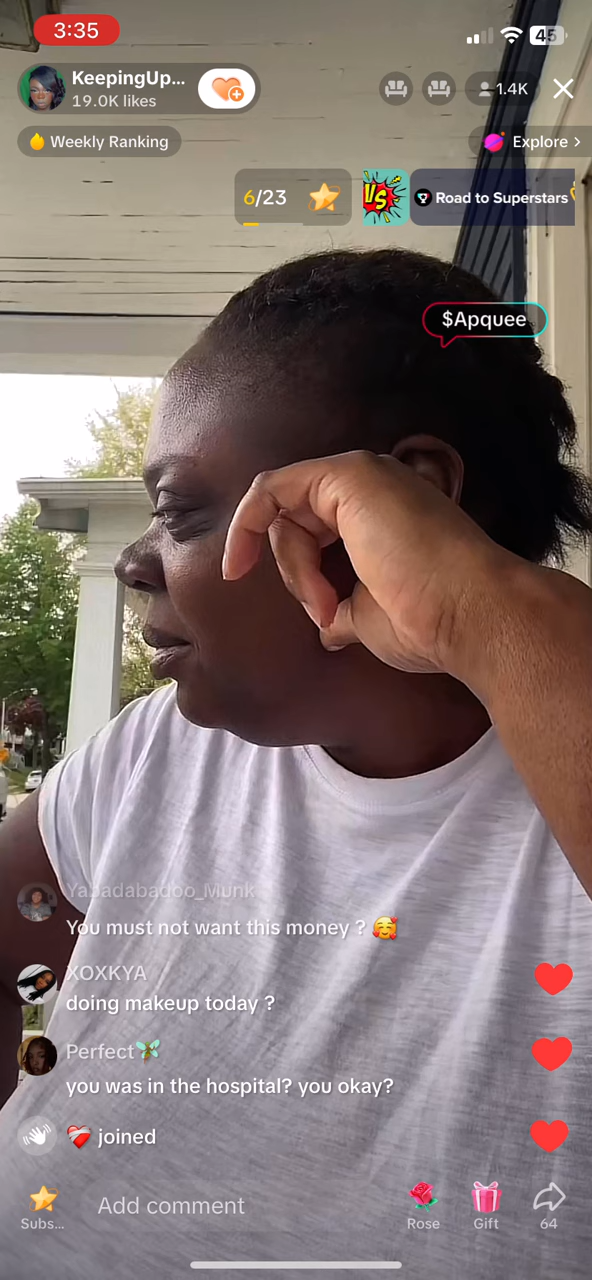 3:35
45
KeepingUp...
19.0K likes
1.4K
Weekly Ranking
Explore >
6/23
VS
Road to Superstars
$Apquee
Yabadabadoo_Munk
You must not want this money ? 🥰
XOXKYA
doing makeup today ?
Perfect🧚
you was in the hospital? you okay?
❤️‍🩹 joined
Add comment
Subs...
Rose
Gift
64